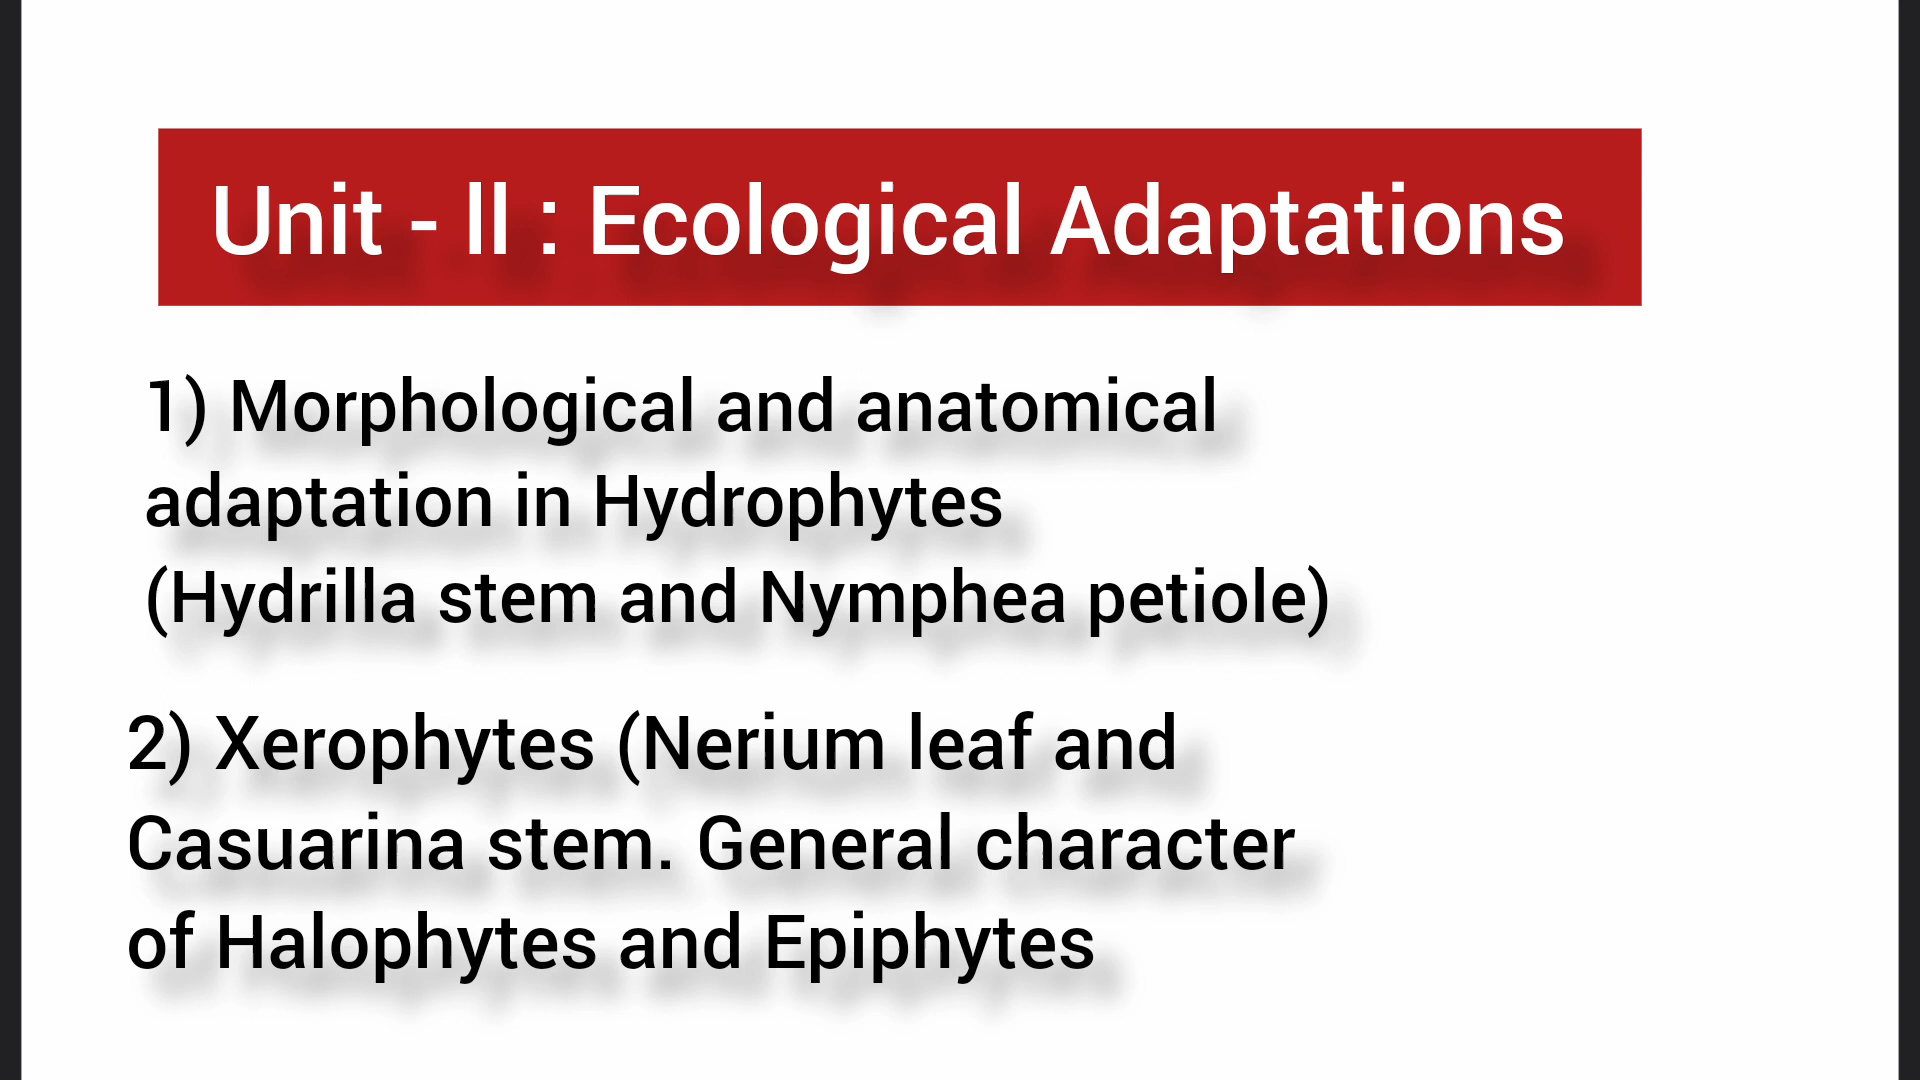 Unit - ll : Ecological Adaptations
1) Morphological and anatomical
adaptation in Hydrophytes
(Hydrilla stem and Nymphea petiole)
2) Xerophytes (Nerium leaf and
Casuarina stem. General character
of Halophytes and Epiphytes